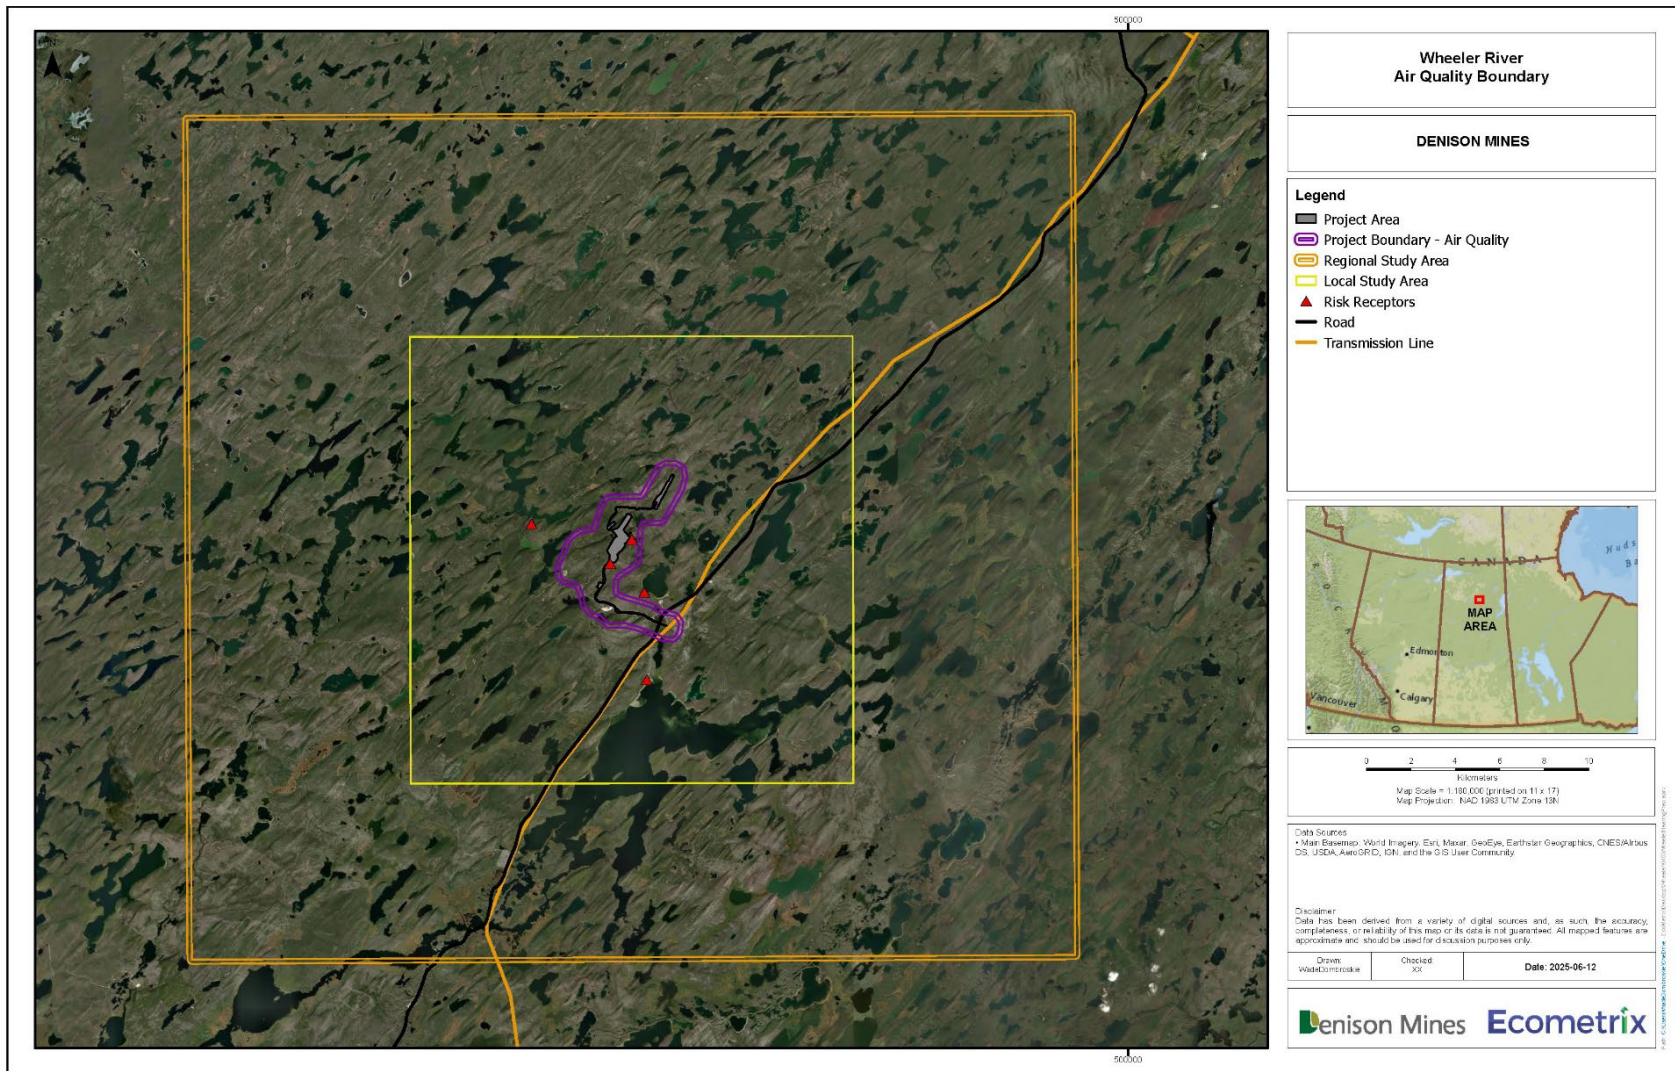 500000
Wheeler River
Air Quality Boundary
DENISON MINES
Legend
Project Area
Project Boundary - Air Quality
Regional Study Area
Local Study Area
Risk Receptors
Road
Transmission Line
CANADA
Huds
Ba
ROC
MO
MAP
AREA
Edmonton
Calgary
Vancouver
0 2 4 6 8 10
Kilometers
Map Scale = 1:180,000 (printed on 11 x 17)
Map Projection: NAD 1983 UTM Zone 13N
Data Sources
• Main Basemap: World Imagery: Esri, Maxar, GeoEye, Earthstar Geographics, CNES/Airbus
DS, USDA, AeroGRID, IGN, and the GIS User Community
Disclaimer
Data has been derived from a variety of digital sources and, as such, the accuracy,
completeness, or reliability of this map or its data is not guaranteed. All mapped features are
approximate and should be used for discussion purposes only.
Drawn:
WadeDombroskie
Checked:
XX
Date: 2025-06-12
Denison Mines
Ecometrix
500000